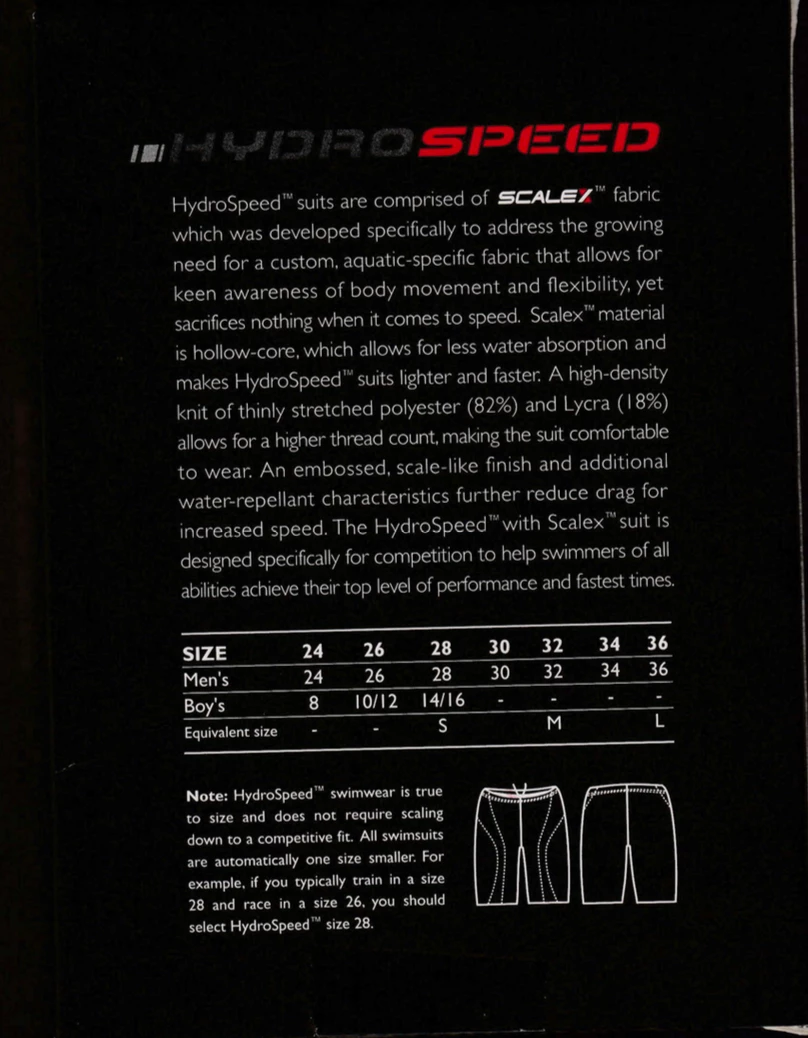 HYDROSPEED
HydroSpeed™ suits are comprised of SCALEX™ fabric
which was developed specifically to address the growing
need for a custom, aquatic-specific fabric that allows for
keen awareness of body movement and flexibility, yet
sacrifices nothing when it comes to speed. Scalex™ material
is hollow-core, which allows for less water absorption and
makes HydroSpeed™ suits lighter and faster. A high-density
knit of thinly stretched polyester (82%) and Lycra (18%)
allows for a higher thread count, making the suit comfortable
to wear. An embossed, scale-like finish and additional
water-repellant characteristics further reduce drag for
increased speed. The HydroSpeed™ with Scalex™ suit is
designed specifically for competition to help swimmers of all
abilities achieve their top level of performance and fastest times.
SIZE 24 26 28 30 32 34 36
Men's 24 26 28 30 32 34 36
Boy's 8 10/12 14/16 - - - -
Equivalent size - - S M L
Note: HydroSpeed™ swimwear is true
to size and does not require scaling
down to a competitive fit. All swimsuits
are automatically one size smaller. For
example, if you typically train in a size
28 and race in a size 26, you should
select HydroSpeed™ size 28.